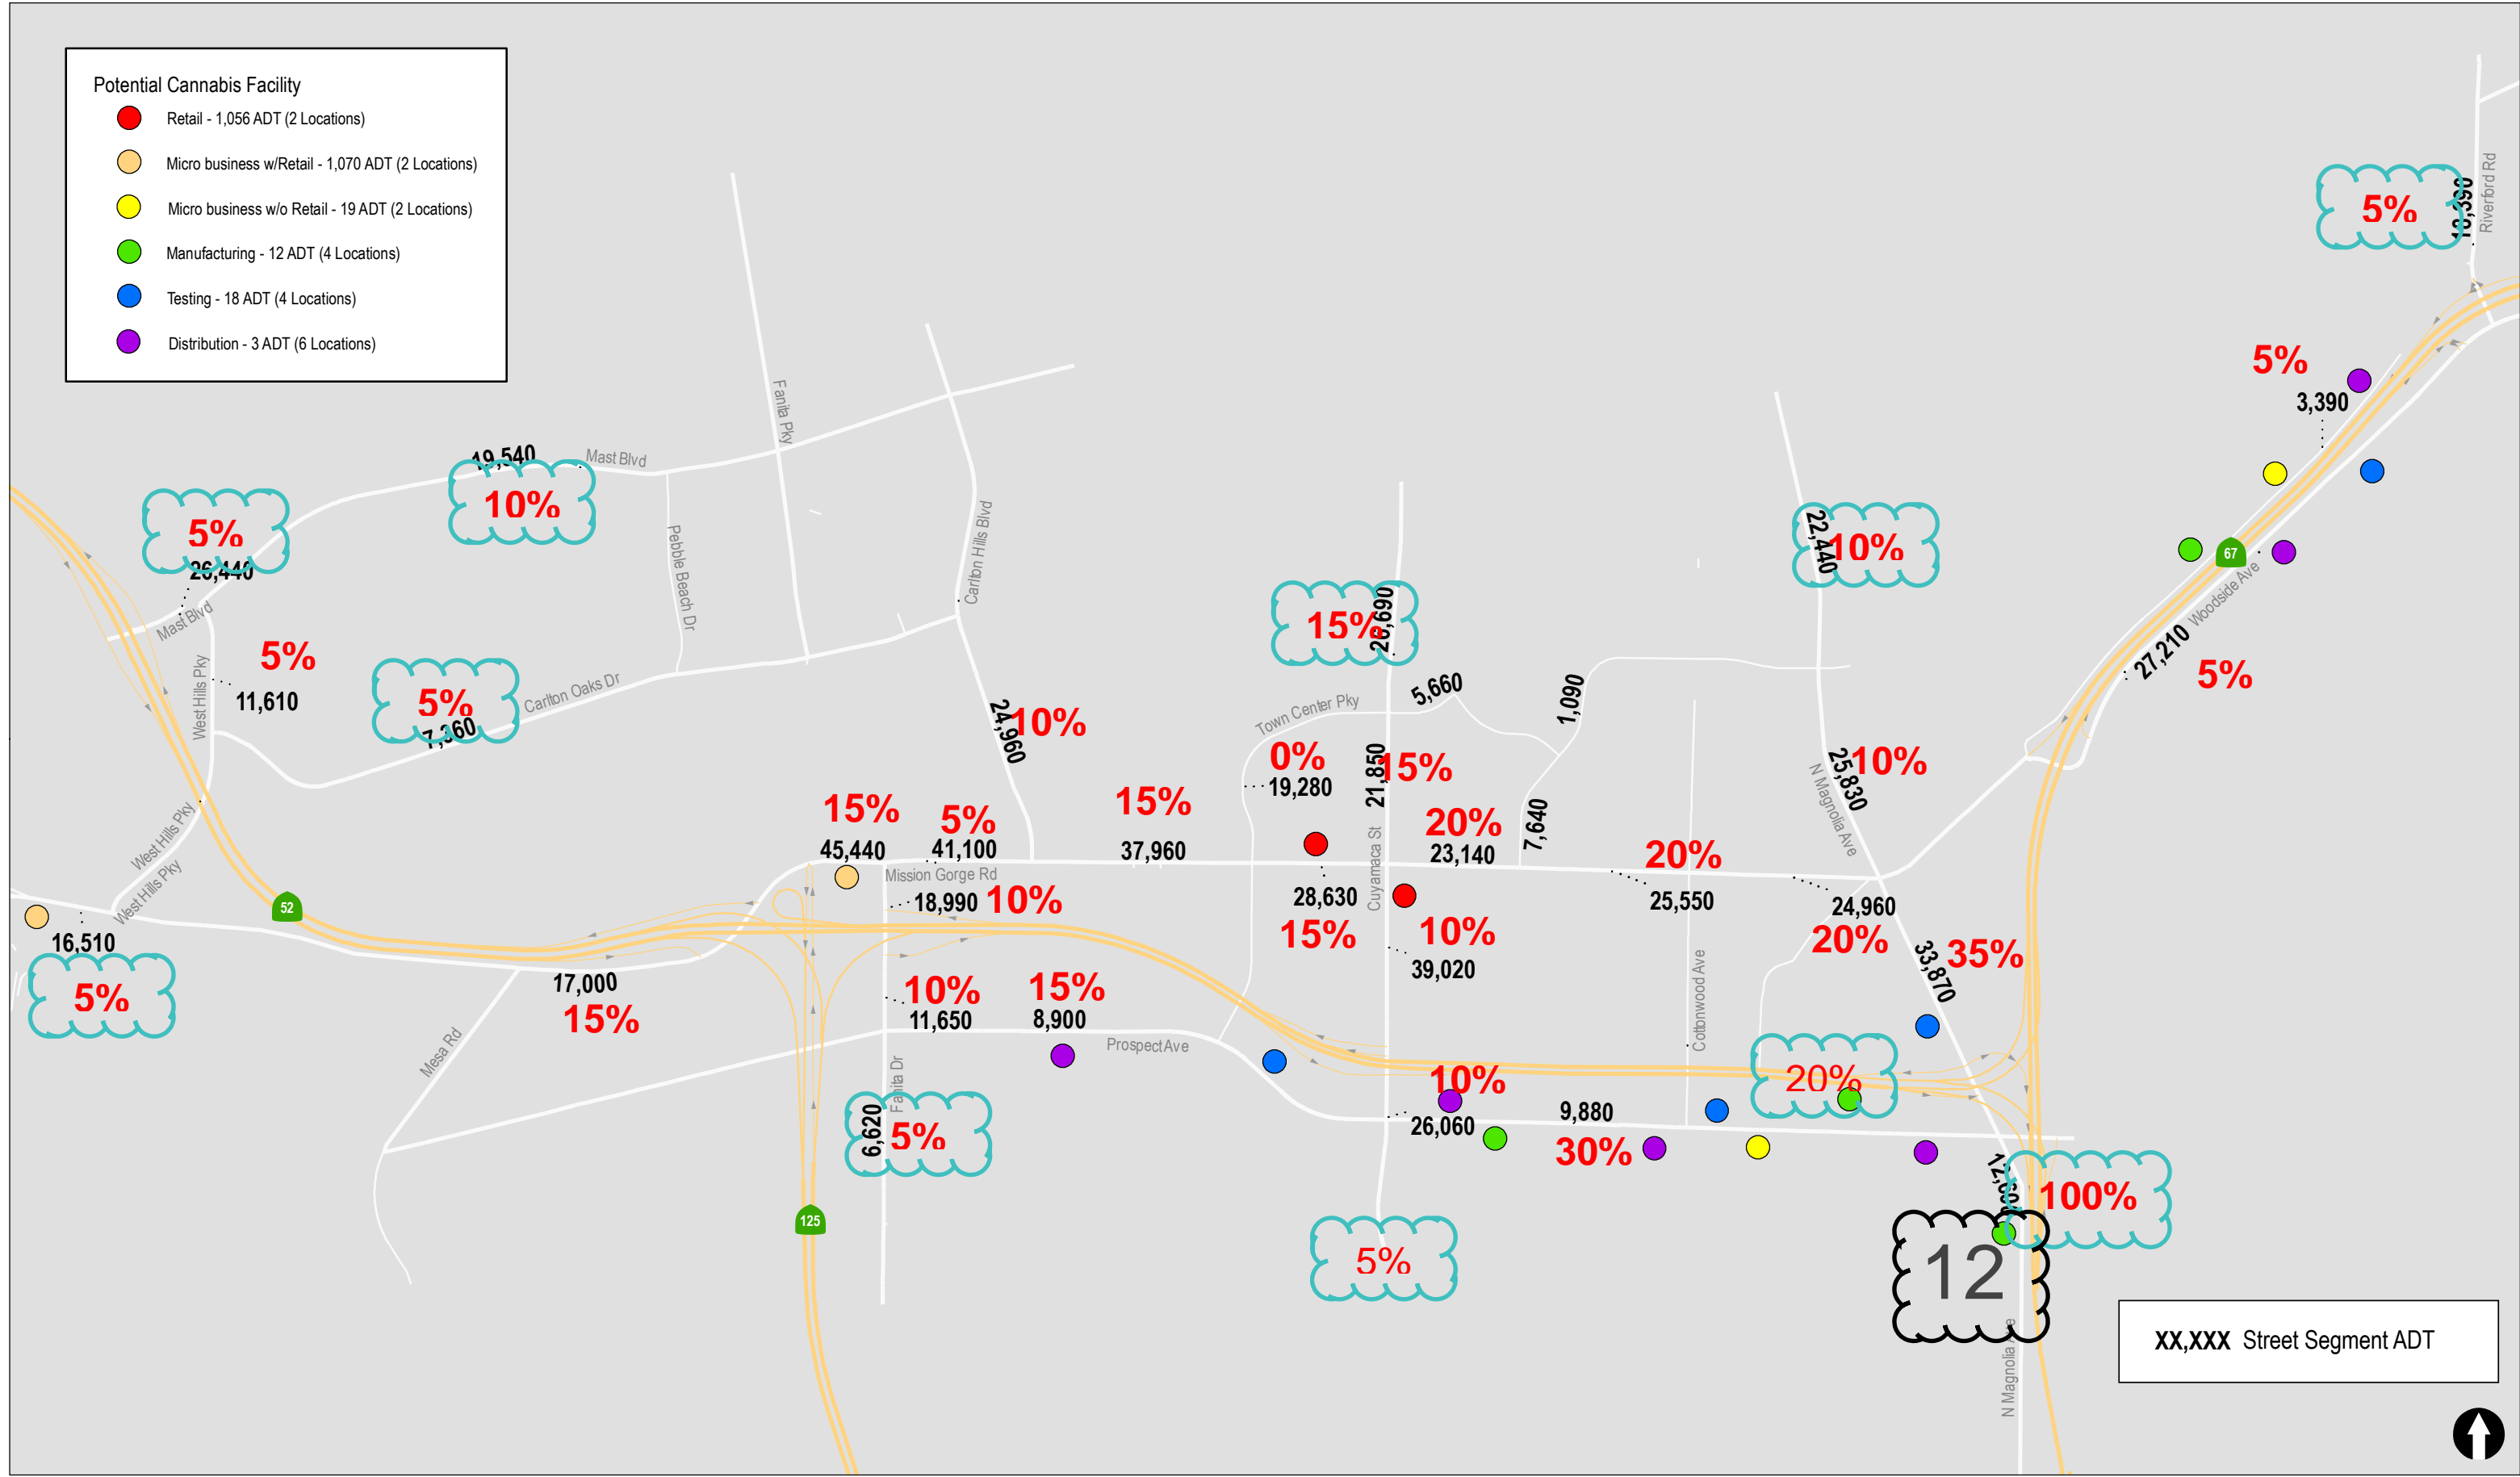 Potential Cannabis Facility
Retail - 1,056 ADT (2 Locations)
Micro business w/Retail - 1,070 ADT (2 Locations)
Micro business w/o Retail - 19 ADT (2 Locations)
Manufacturing - 12 ADT (4 Locations)
Testing - 18 ADT (4 Locations)
Distribution - 3 ADT (6 Locations)
5%
Riverford Rd
5%
3,390
Fanita Pky
19,540
Mast Blvd
10%
5%
26,440
Mast Blvd
Pebble Beach Dr
Carlton Hills Blvd
22,440
10%
67
Woodside Ave
27,210
5%
15%
5%
West Hills Pky
11,610
5%
7,360
Carlton Oaks Dr
24,960
10%
Town Center Pky
5,660
1,090
0%
19,280
21,850
15%
25,830
10%
N Magnolia Ave
West Hills Pky
West Hills Pky
15%
45,440
5%
41,100
15%
37,960
20%
23,140
7,640
20%
25,550
24,960
20%
Mission Gorge Rd
18,990
10%
28,630
15%
Cuyamaca St
10%
39,020
33,870
35%
52
16,510
5%
17,000
15%
10%
11,650
15%
8,900
Prospect Ave
Cottonwood Ave
Mesa Rd
Fanita Dr
6,620
5%
10%
26,060
9,880
30%
20%
100%
125
5%
12
N Magnolia Ave
XX,XXX Street Segment ADT